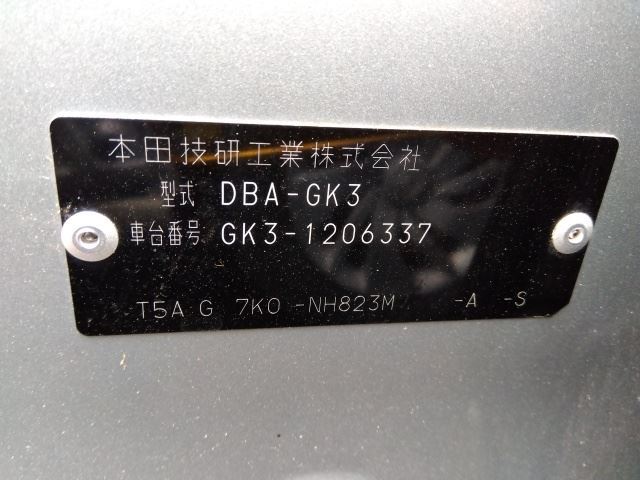 本田技研工業株式会社
型式 DBA-GK3
車台番号 GK3-1206337
T5A G 7K0 -NH823M -A -S